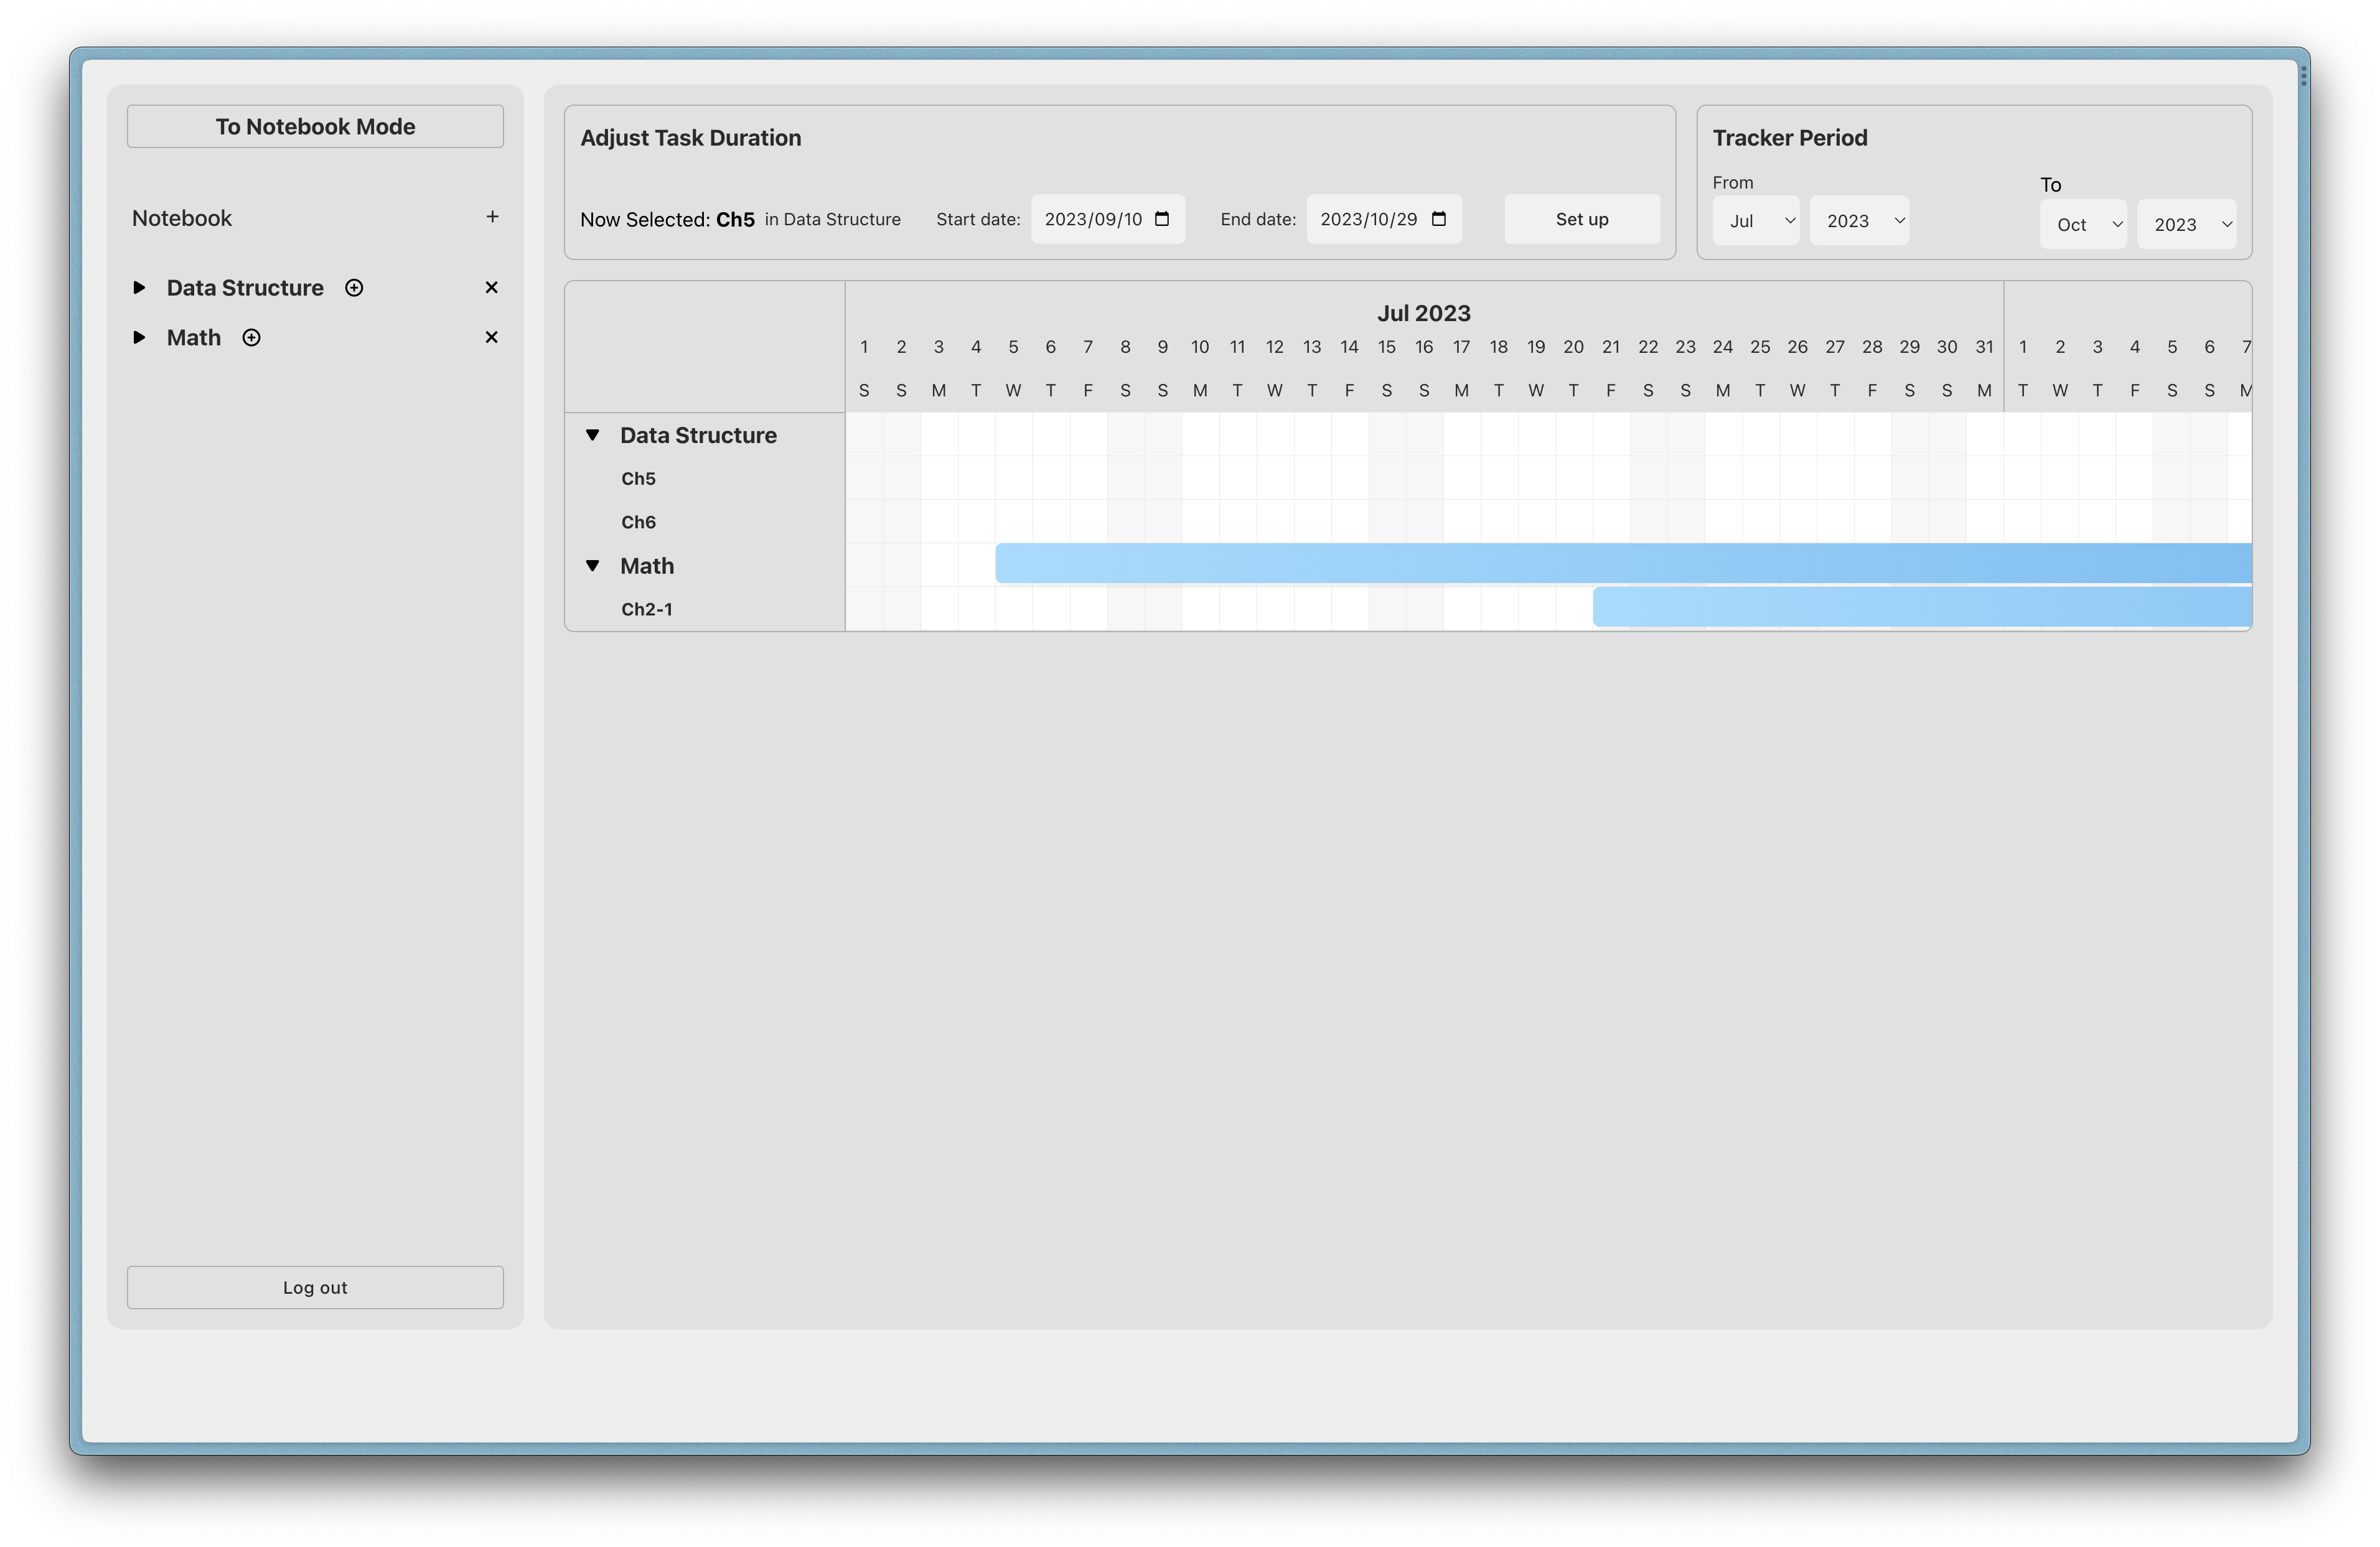 To Notebook Mode
Notebook +
Data Structure
Math
Log out
Adjust Task Duration
Now Selected: Ch5 in Data Structure Start date: 2023/09/10 End date: 2023/10/29 Set up
Tracker Period
From To
Jul 2023 Oct 2023
Jul 2023
1 2 3 4 5 6 7 8 9 10 11 12 13 14 15 16 17 18 19 20 21 22 23 24 25 26 27 28 29 30 31 1 2 3 4 5 6 7
S S M T W T F S S M T W T F S S M T W T F S S M T W T F S S M T W T F S S M
Data Structure
Ch5
Ch6
Math
Ch2-1